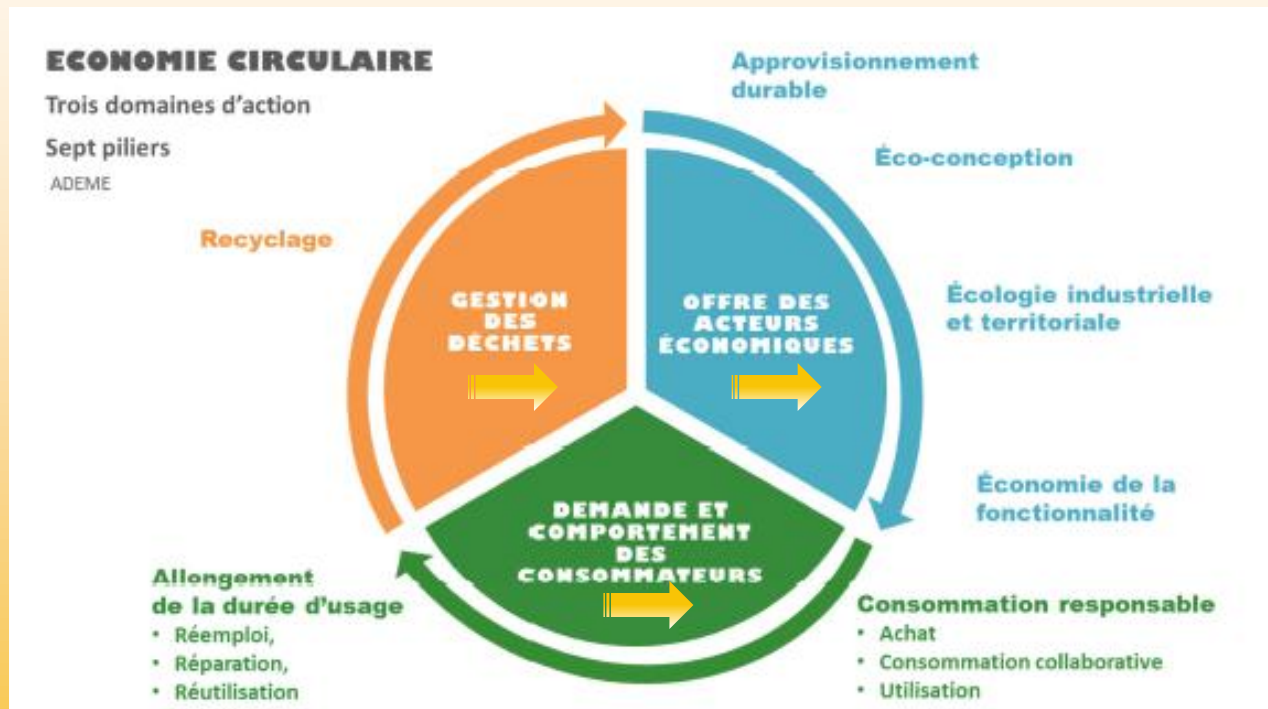 ECONOMIE CIRCULAIRE
Trois domaines d'action
Sept piliers
ADEME
Approvisionnement
durable
Éco-conception
Écologie industrielle
et territoriale
Économie de la
fonctionnalité
Recyclage
GESTION
DES
DÉCHETS
OFFRE DES
ACTEURS
ÉCONOMIQUES
DEMANDE ET
COMPORTEMENT
DES
CONSOMMATEURS
Allongement
de la durée d'usage
• Réemploi,
• Réparation,
• Réutilisation
Consommation responsable
• Achat
• Consommation collaborative
• Utilisation